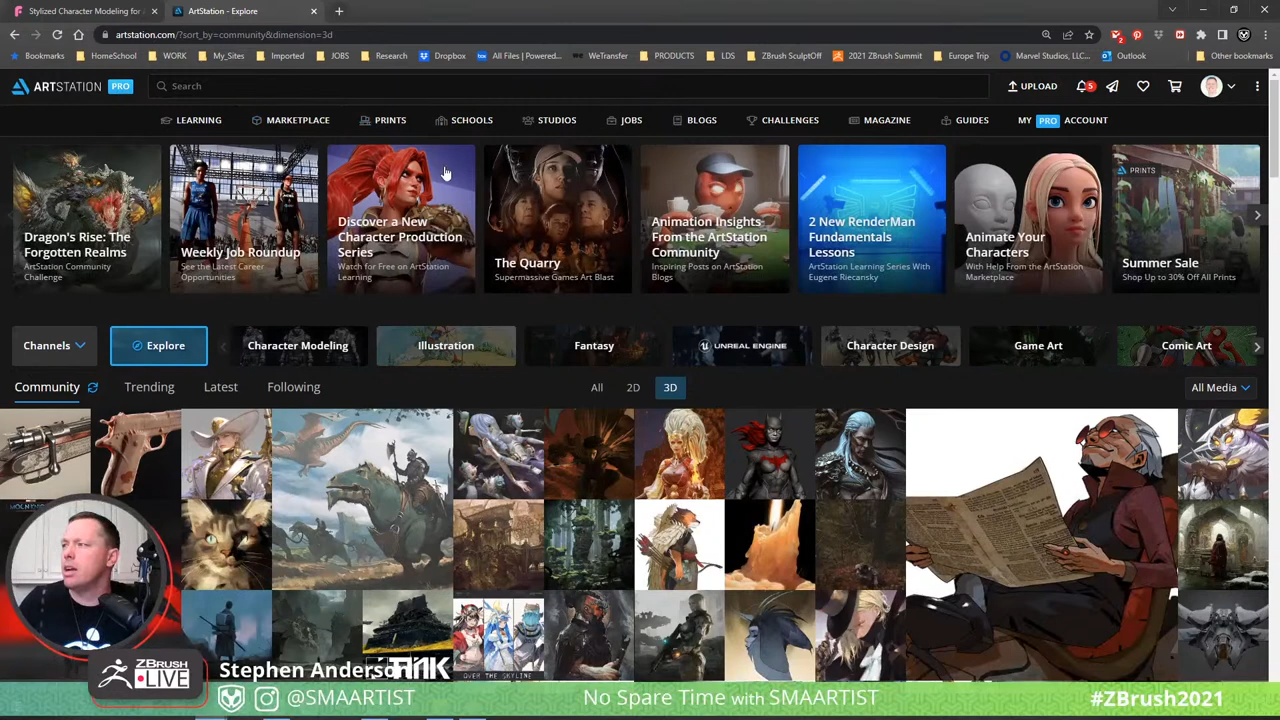 Stylized Character Modeling for
ArtStation - Explore
artstation.com/?sort_by=community&dimension=3d
Bookmarks
HomeSchool
WORK
My_Sites
Imported
JOBS
Research
Dropbox
All Files | Powered...
WeTransfer
PRODUCTS
LDS
ZBrush SculptOff
2021 ZBrush Summit
Europe Trip
Marvel Studios, LLC...
Outlook
Other bookmarks
ARTSTATION PRO
Search
UPLOAD
5
LEARNING
MARKETPLACE
PRINTS
SCHOOLS
STUDIOS
JOBS
BLOGS
CHALLENGES
MAGAZINE
GUIDES
MY PRO ACCOUNT
Dragon's Rise: The
Forgotten Realms
ArtStation Community
Challenge
Weekly Job Roundup
See the Latest Career
Opportunities
Discover a New
Character Production
Series
Watch for Free on ArtStation
Learning
The Quarry
Supermassive Games Art Blast
Animation Insights
From the ArtStation
Community
Inspiring Posts on ArtStation
Blogs
2 New RenderMan
Fundamentals
Lessons
ArtStation Learning Series With
Eugene Riecansky
Animate Your
Characters
With Help From the ArtStation
Marketplace
PRINTS
Summer Sale
Shop Up to 30% Off All Prints
Channels
Explore
Character Modeling
Illustration
Fantasy
UNREAL ENGINE
Character Design
Game Art
Comic Art
Community
Trending
Latest
Following
All
2D
3D
All Media
OVER THE SKYLINE
ZBRUSH
LIVE
Stephen Anderson
@SMAARTIST
No Spare Time with SMAARTIST
#ZBrush2021